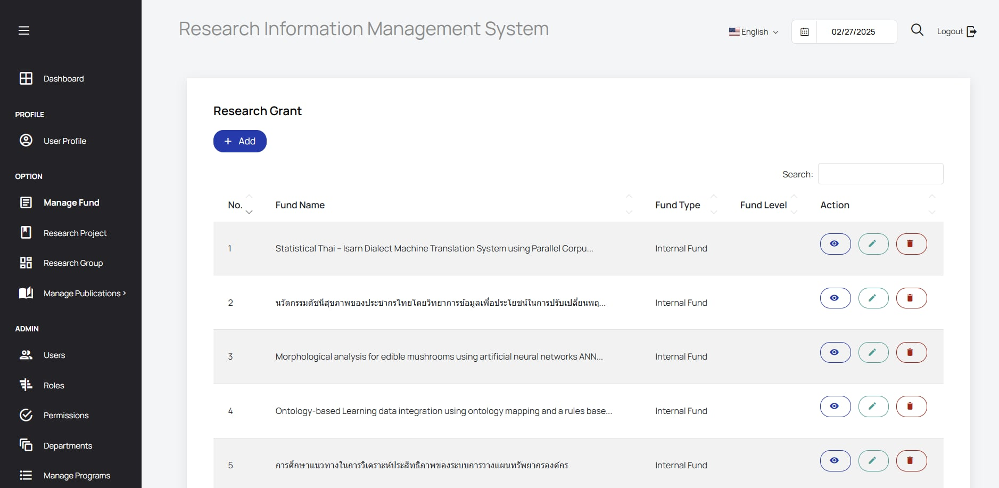 Research Information Management System
English
02/27/2025
Logout
Dashboard
PROFILE
User Profile
OPTION
Manage Fund
Research Project
Research Group
Manage Publications
ADMIN
Users
Roles
Permissions
Departments
Manage Programs
Research Grant
+ Add
Search:
No. Fund Name Fund Type Fund Level Action
1 Statistical Thai – Isarn Dialect Machine Translation System using Parallel Corpu... Internal Fund
2 นวัตกรรมดัชนีสุขภาพของประชากรไทยโดยวิทยาการข้อมูลเพื่อประโยชน์ในการปรับเปลี่ยนพฤ... Internal Fund
3 Morphological analysis for edible mushrooms using artificial neural networks ANN... Internal Fund
4 Ontology-based Learning data integration using ontology mapping and a rules base... Internal Fund
5 การศึกษาแนวทางในการวิเคราะห์ประสิทธิภาพของระบบการวางแผนทรัพยากรองค์กร Internal Fund